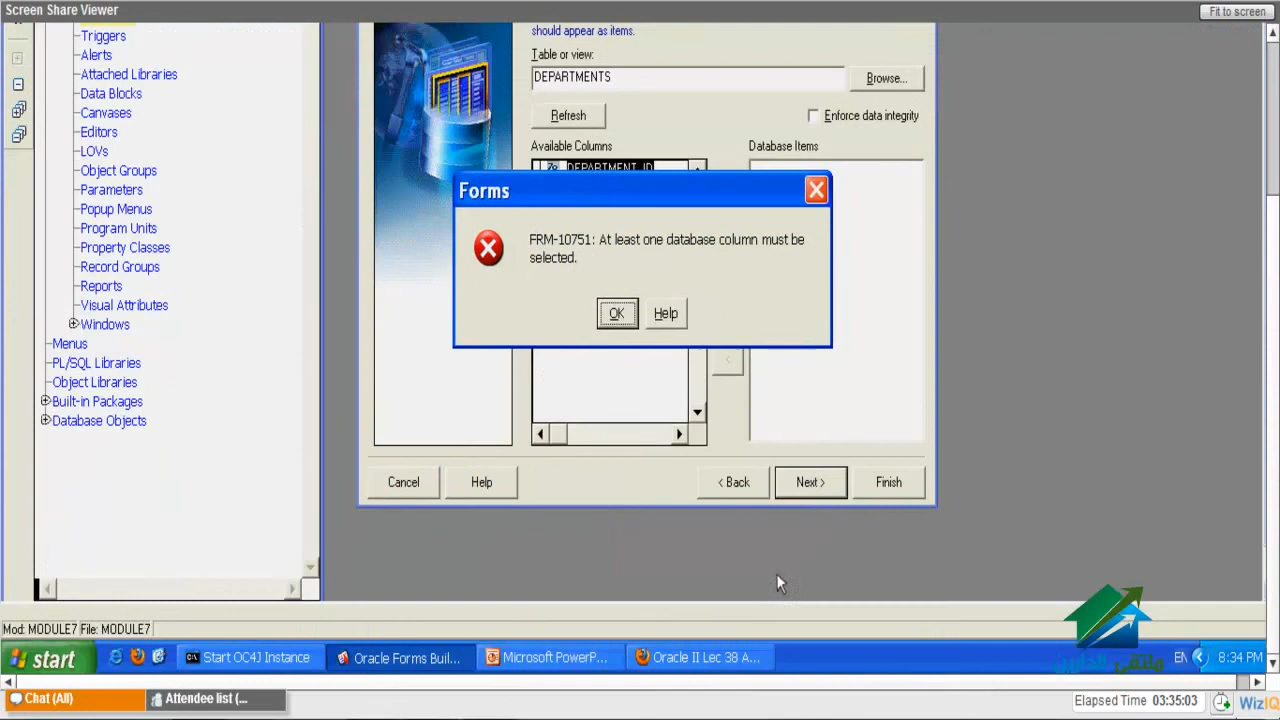 Screen Share Viewer
Fit to screen
Triggers
Alerts
Attached Libraries
Data Blocks
Canvases
Editors
LOVs
Object Groups
Parameters
Popup Menus
Program Units
Property Classes
Record Groups
Reports
Visual Attributes
Windows
Menus
PL/SQL Libraries
Object Libraries
Built-in Packages
Database Objects
should appear as items.
Table or view:
DEPARTMENTS
Browse...
Refresh
Enforce data integrity
Available Columns
Database Items
DEPARTMENT_ID
Forms
FRM-10751: At least one database column must be
selected.
OK
Help
<
Cancel
Help
< Back
Next >
Finish
Mod: MODULE7 File: MODULE7
start
Start OC4J Instance
Oracle Forms Buil...
Microsoft PowerP...
Oracle II Lec 38 A...
EN
8:34 PM
ملتقى الدارين
Chat (All)
Attendee list (...
Elapsed Time 03:35:03
WizIQ